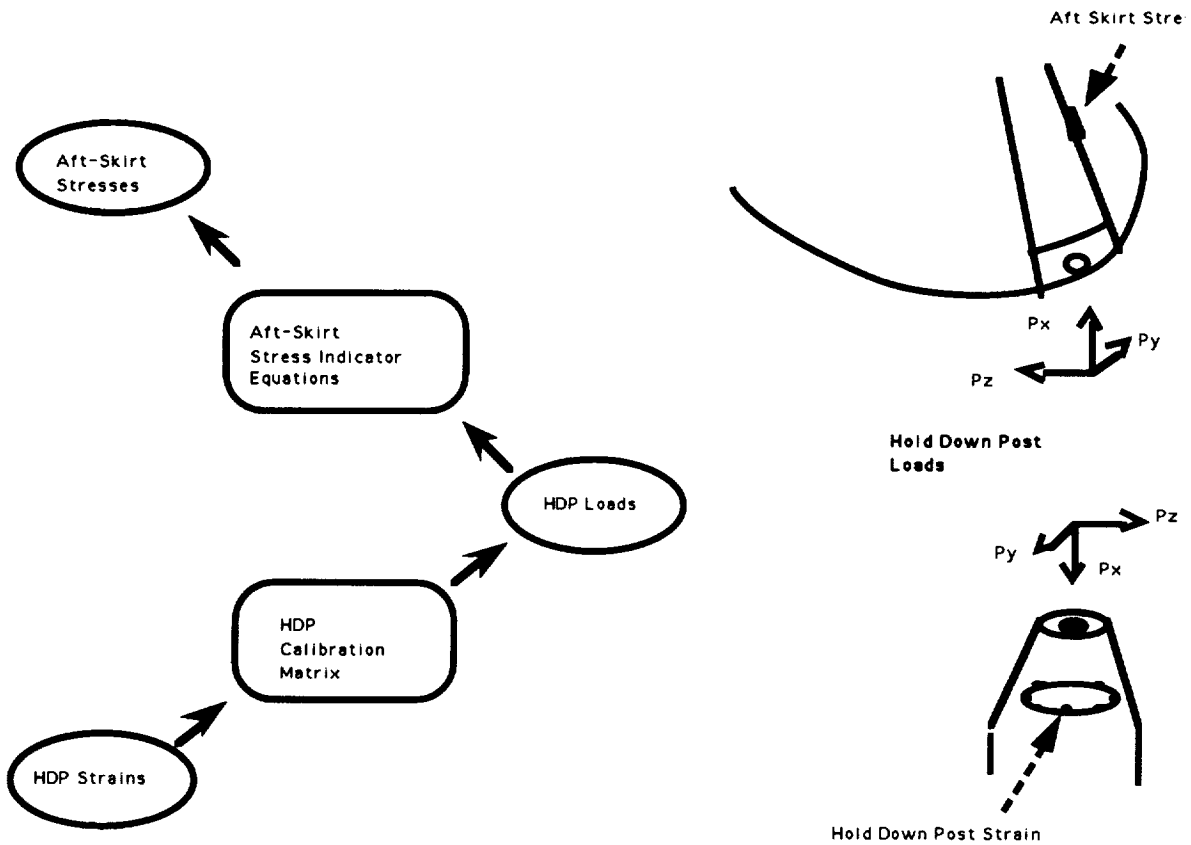 Aft Skirt Stre
Aft-Skirt
Stresses
Aft-Skirt
Stress Indicator
Equations
Px
Py
Pz
Hold Down Post
Loads
HDP Loads
Pz
Py
Px
HDP
Calibration
Matrix
HDP Strains
Hold Down Post Strain